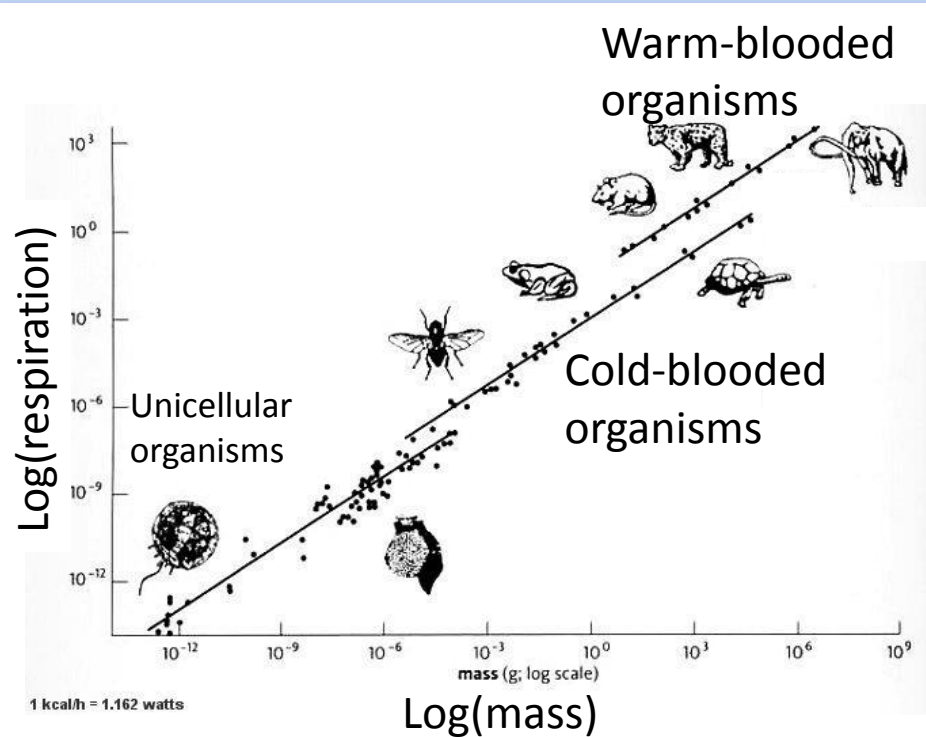 Warm-blooded
organisms
10³
10⁰
10⁻³
10⁻⁶
10⁻⁹
10⁻¹²
Log(respiration)
Unicellular
organisms
Cold-blooded
organisms
10⁻¹² 10⁻⁹ 10⁻⁶ 10⁻³ 10⁰ 10³ 10⁶ 10⁹
mass (g; log scale)
1 kcal/h = 1.162 watts
Log(mass)